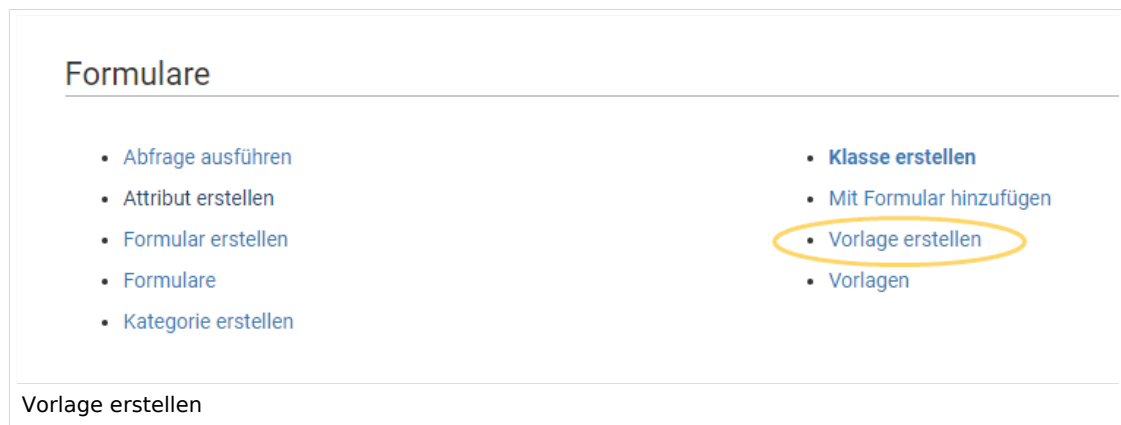 Formulare
Abfrage ausführen
Attribut erstellen
Formular erstellen
Formulare
Kategorie erstellen
Klasse erstellen
Mit Formular hinzufügen
Vorlage erstellen
Vorlagen
Vorlage erstellen